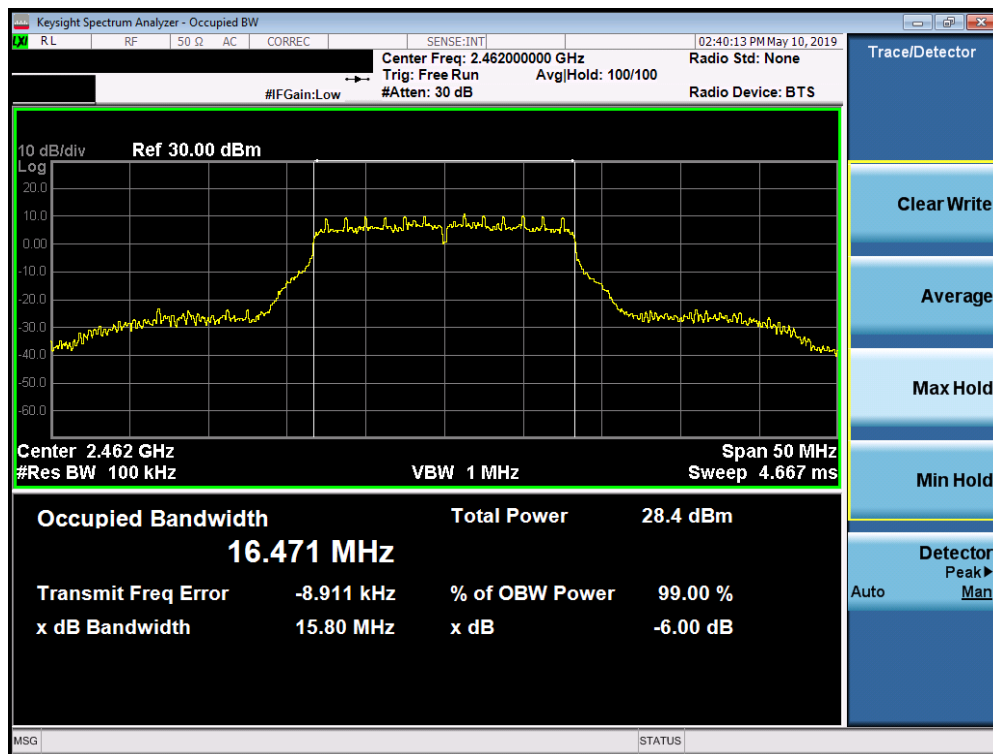 Keysight Spectrum Analyzer - Occupied BW
LXI RL RF 50 Ω AC CORREC SENSE:INT 02:40:13 PM May 10, 2019
Center Freq: 2.462000000 GHz Radio Std: None
Trig: Free Run Avg|Hold: 100/100
#IFGain:Low #Atten: 30 dB Radio Device: BTS
Trace/Detector
10 dB/div Ref 30.00 dBm
Log
20.0
10.0
0.00
-10.0
-20.0
-30.0
-40.0
-50.0
-60.0
Center 2.462 GHz Span 50 MHz
#Res BW 100 kHz VBW 1 MHz Sweep 4.667 ms
Occupied Bandwidth Total Power 28.4 dBm
16.471 MHz
Transmit Freq Error -8.911 kHz % of OBW Power 99.00 %
x dB Bandwidth 15.80 MHz x dB -6.00 dB
Clear Write
Average
Max Hold
Min Hold
Detector
Peak▶
Auto Man
MSG STATUS